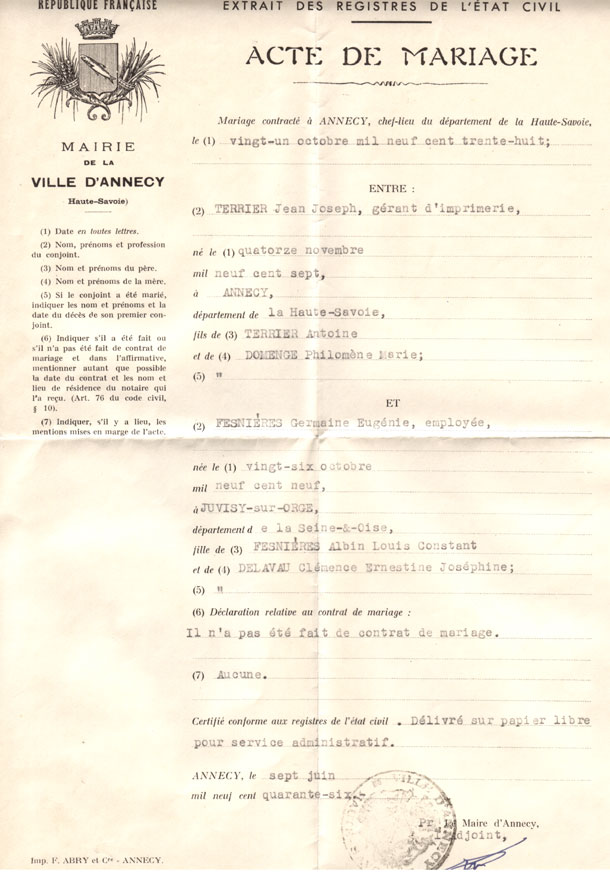 RÉPUBLIQUE FRANÇAISE
MAIRIE
DE LA
VILLE D'ANNECY
Haute-Savoie)
(1) Date en toutes lettres.
(2) Nom, prénoms et profession
du conjoint.
(3) Nom et prénoms du père.
(4) Nom et prénoms de la mère.
(5) Si le conjoint a été marié,
indiquer les nom et prénoms et la
date du décès de son premier con-
joint.
(6) Indiquer s'il a été fait ou
s'il n'a pas été fait de contrat de
mariage et dans l'affirmative,
mentionner autant que possible
la date du contrat et les nom et
lieu de résidence du notaire qui
l'a reçu. (Art. 76 du code civil,
§ 10).
(7) Indiquer, s'il y a lieu, les
mentions mises en marge de l'acte.
EXTRAIT DES REGISTRES DE L'ÉTAT CIVIL
ACTE DE MARIAGE
Mariage contracté à ANNECY, chef-lieu du département de la Haute-Savoie,
le (1) vingt-un octobre mil neuf cent trente-huit;
ENTRE :
(2) TERRIER Jean Joseph, gérant d'imprimerie,
né le (1) quatorze novembre
mil neuf cent sept,
à ANNECY,
département de la Haute-Savoie,
fils de (3) TERRIER Antoine
et de (4) DOMENGE Philomène Marie;
(5) "
ET
(2) FESNIÉRES Germaine Eugénie, employée,
née le (1) vingt-six octobre
mil neuf cent neuf,
à JUVISY-sur-ORGE,
département d e la Seine-&-Oise,
fille de (3) FESNIÉRES Albin Louis Constant
et de (4) DELAVAU Clémence Ernestine Joséphine;
(5) "
(6) Déclaration relative au contrat de mariage :
Il n'a pas été fait de contrat de mariage.
(7) Aucune.
Certifié conforme aux registres de l'état civil . Délivré sur papier libre
pour service administratif.
ANNECY, le sept juin
mil neuf cent quarante-six.
VILLE D'ANNECY
Pr Le Maire d'Annecy,
L'adjoint,
Imp. F. ABRY et Cie - ANNECY.